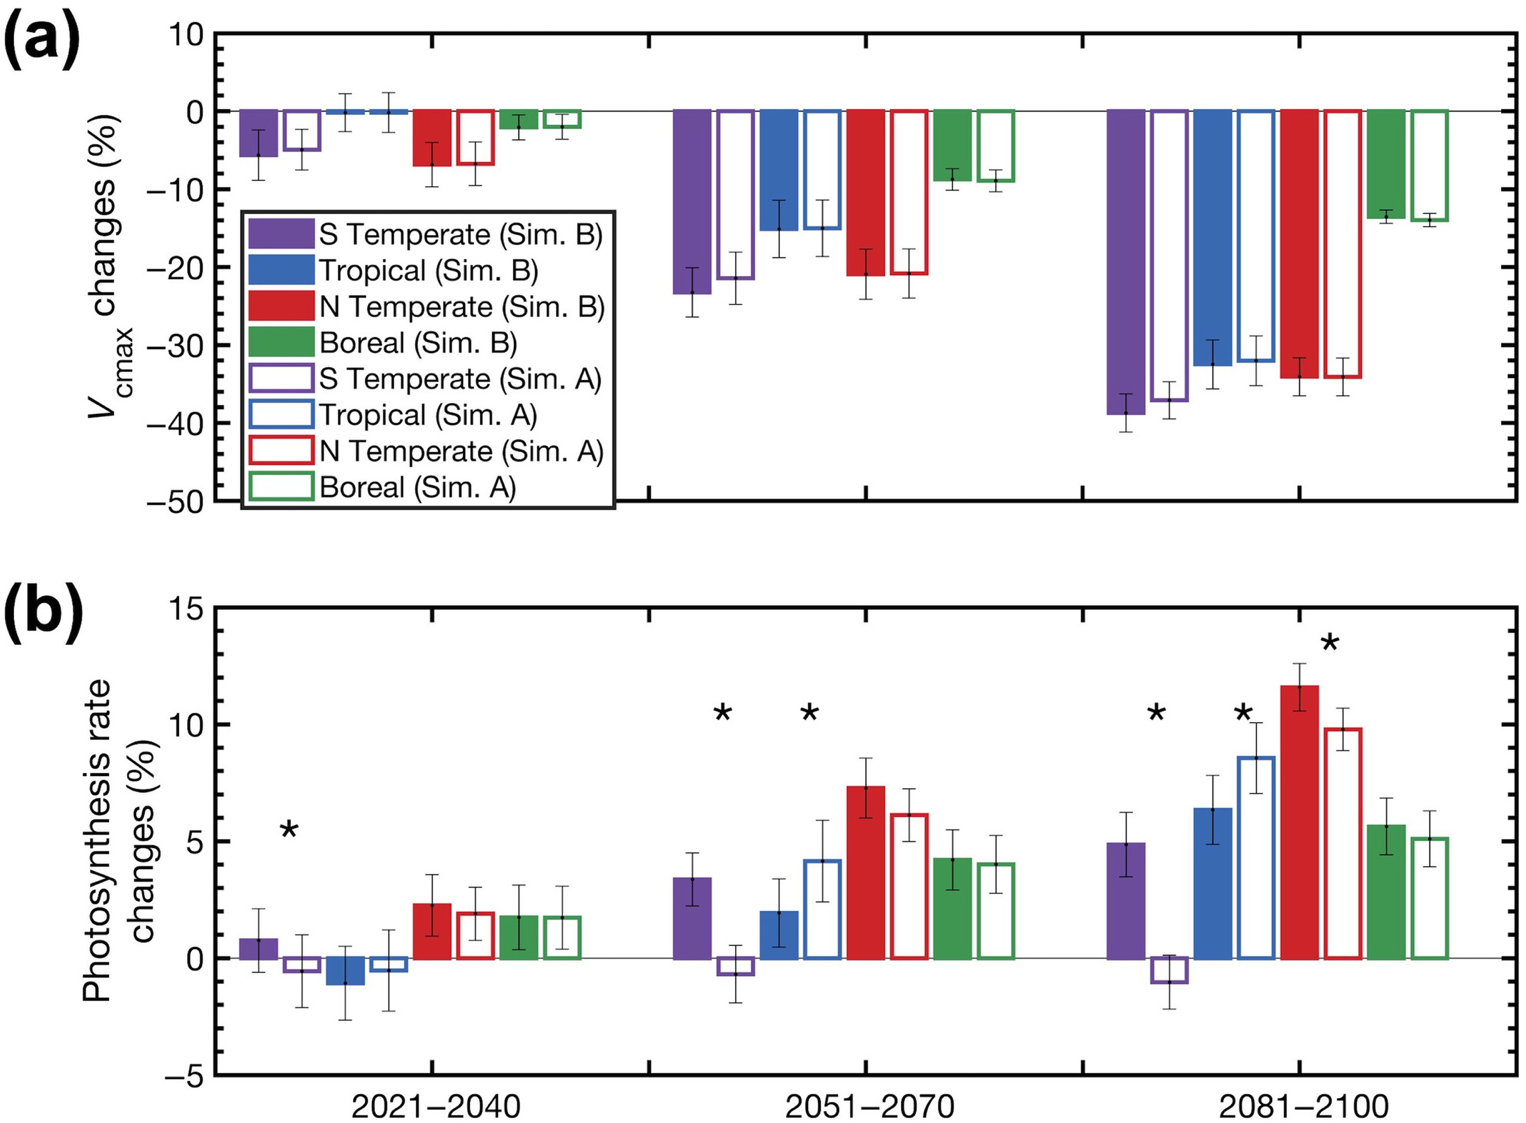 (a)
10
0
−10
−20
−30
−40
−50
Vcmax changes (%)
S Temperate (Sim. B)
Tropical (Sim. B)
N Temperate (Sim. B)
Boreal (Sim. B)
S Temperate (Sim. A)
Tropical (Sim. A)
N Temperate (Sim. A)
Boreal (Sim. A)
(b)
15
10
5
0
−5
Photosynthesis rate
changes (%)
*
*
*
*
*
*
2021−2040
2051−2070
2081−2100